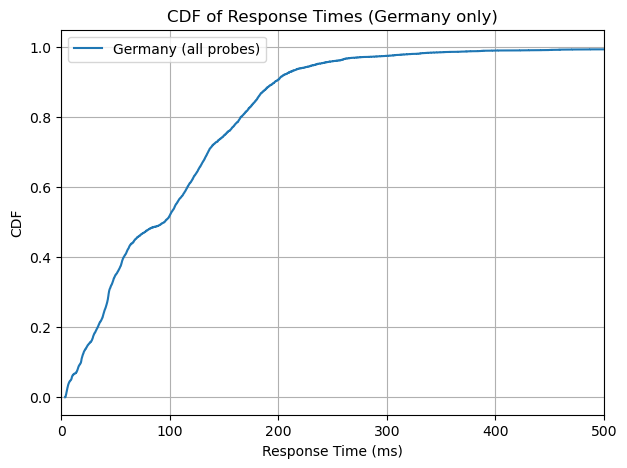 CDF of Response Times (Germany only)
Germany (all probes)
1.0
0.8
0.6
0.4
0.2
0.0
CDF
0 100 200 300 400 500
Response Time (ms)